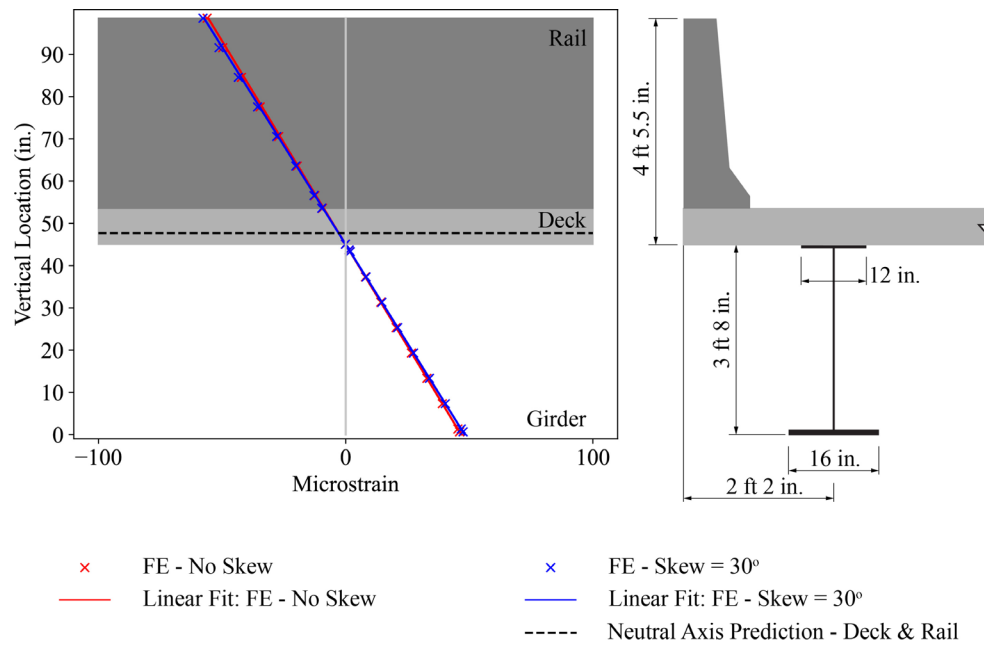 Rail
Deck
Girder
90
80
70
60
50
40
30
20
10
0
Vertical Location (in.)
−100
0
100
Microstrain
4 ft 5.5 in.
12 in.
3 ft 8 in.
16 in.
2 ft 2 in.
FE - No Skew
Linear Fit: FE - No Skew
FE - Skew = 30º
Linear Fit: FE - Skew = 30º
Neutral Axis Prediction - Deck & Rail